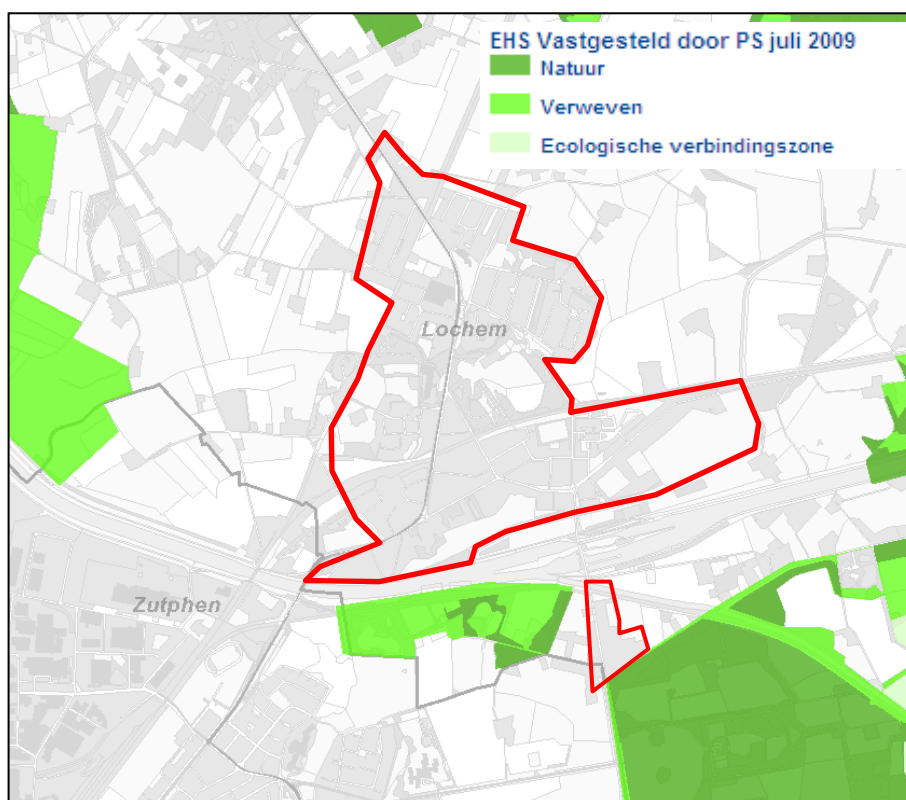 EHS Vastgesteld door PS juli 2009
Natuur
Verweven
Ecologische verbindingszone
Lochem
Zutphen